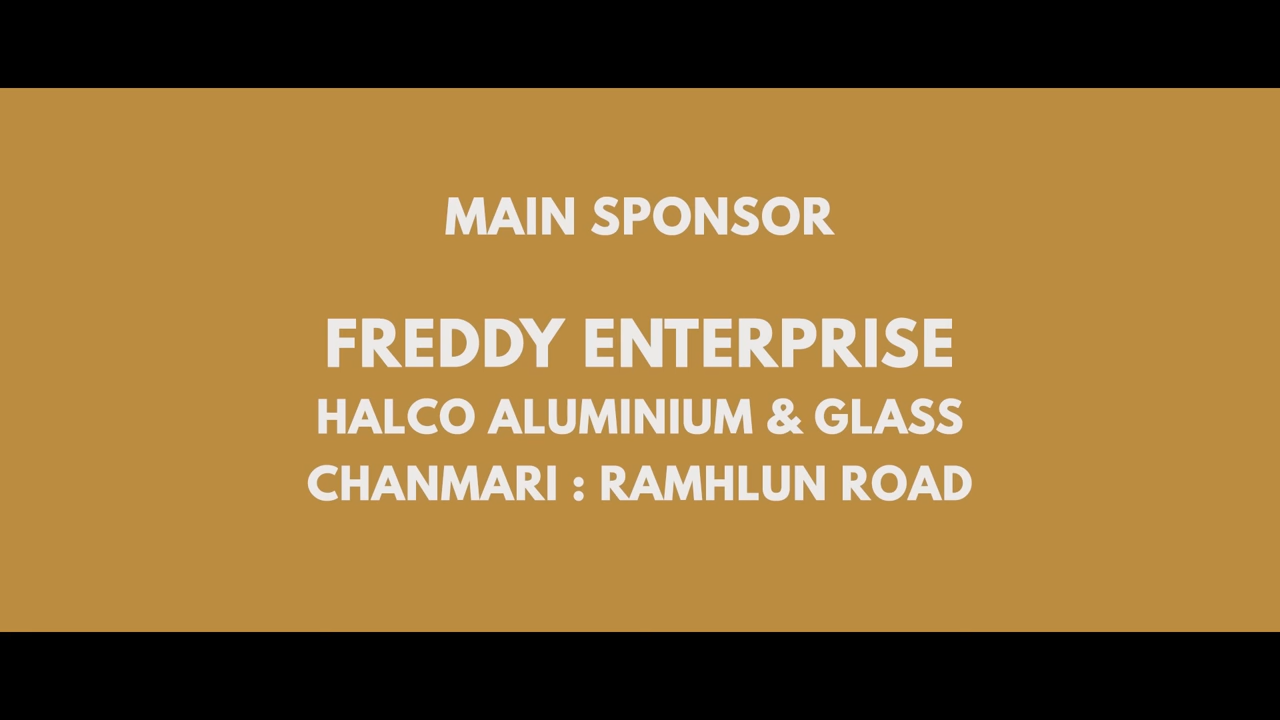 MAIN SPONSOR
FREDDY ENTERPRISE
HALCO ALUMINIUM & GLASS
CHANMARI : RAMHLUN ROAD